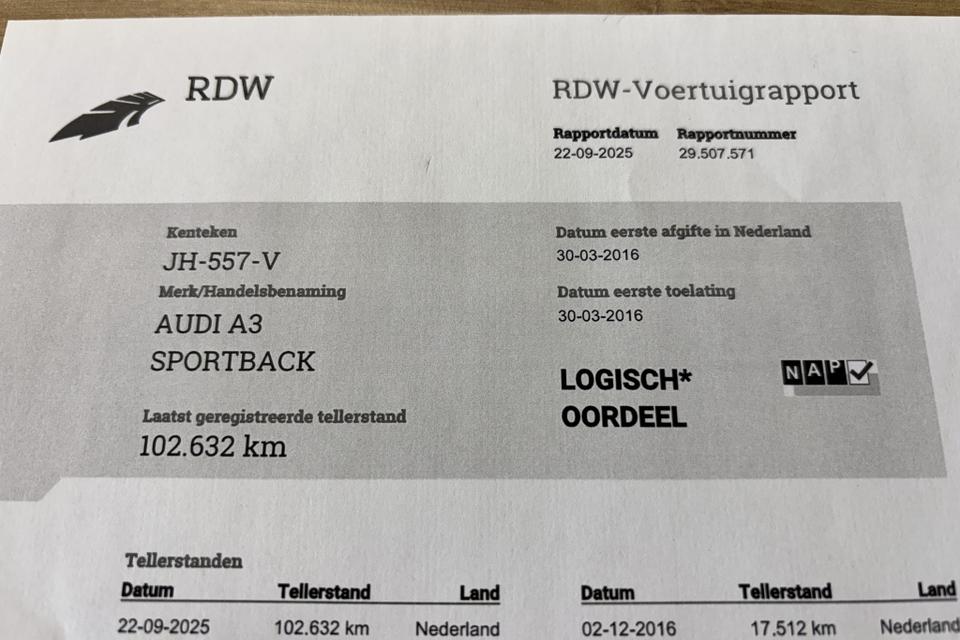 RDW
RDW-Voertuigrapport
Rapportdatum Rapportnummer
22-09-2025 29.507.571
Kenteken
JH-557-V
Merk/Handelsbenaming
AUDI A3
SPORTBACK
Laatst geregistreerde tellerstand
102.632 km
Datum eerste afgifte in Nederland
30-03-2016
Datum eerste toelating
30-03-2016
LOGISCH*
OORDEEL
NAP
Tellerstanden
Datum Tellerstand Land
22-09-2025 102.632 km Nederland
Datum Tellerstand Land
02-12-2016 17.512 km Nederland